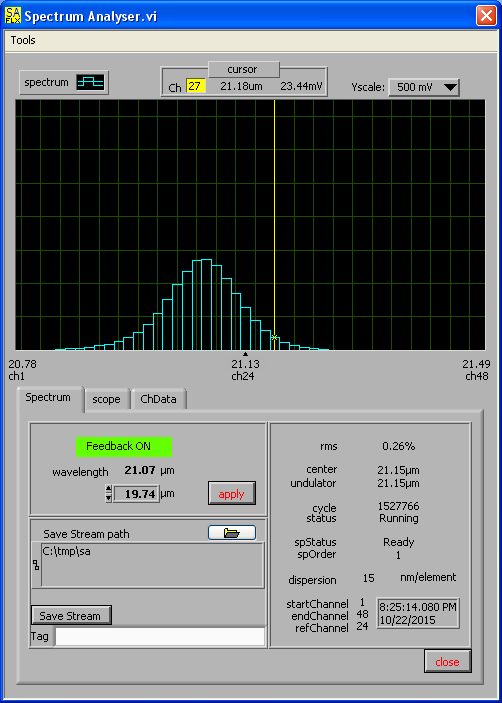 SA
FLX
Spectrum Analyser.vi
Tools
spectrum
cursor
Ch 27 21.18um 23.44mV
Yscale: 500 mV
20.78 21.13 21.49
ch1 ch24 ch48
Spectrum scope ChData
Feedback ON
wavelength 21.07 μm
19.74 μm
apply
Save Stream path
C:\tmp\sa
Save Stream
Tag
rms 0.26%
center 21.15μm
undulator 21.15μm
cycle 1527766
status Running
spStatus Ready
spOrder 1
dispersion 15 nm/element
startChannel 1
endChannel 48
refChannel 24
8:25:14.080 PM
10/22/2015
close